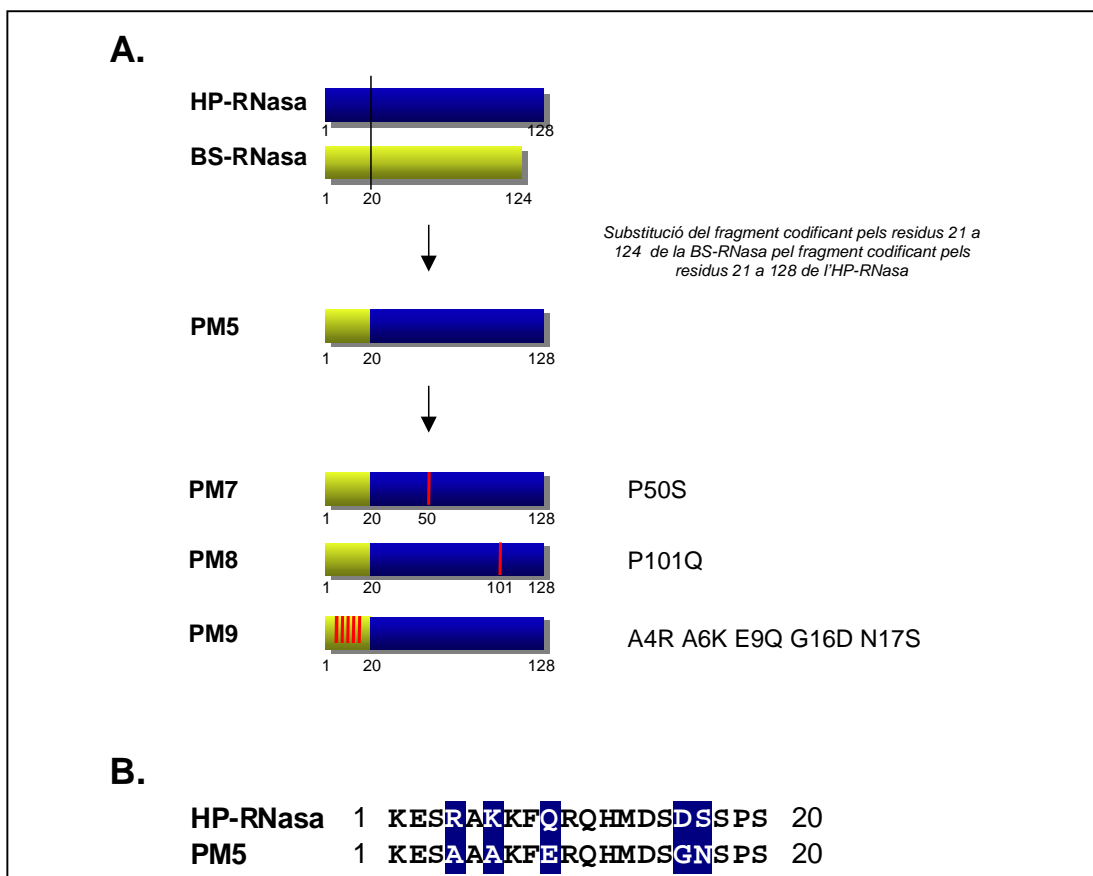 A.
HP-RNasa
1 128
BS-RNasa
1 20 124
Substitució del fragment codificant pels residus 21 a
124 de la BS-RNasa pel fragment codificant pels
residus 21 a 128 de l'HP-RNasa
PM5
1 20 128
PM7 P50S
1 20 50 128
PM8 P101Q
1 20 101 128
PM9 A4R A6K E9Q G16D N17S
1 20 128
B.
HP-RNasa 1 KESRAKKFQRQHMDSDSSPS 20
PM5 1 KESAAAKFERQHMDSGNSPS 20